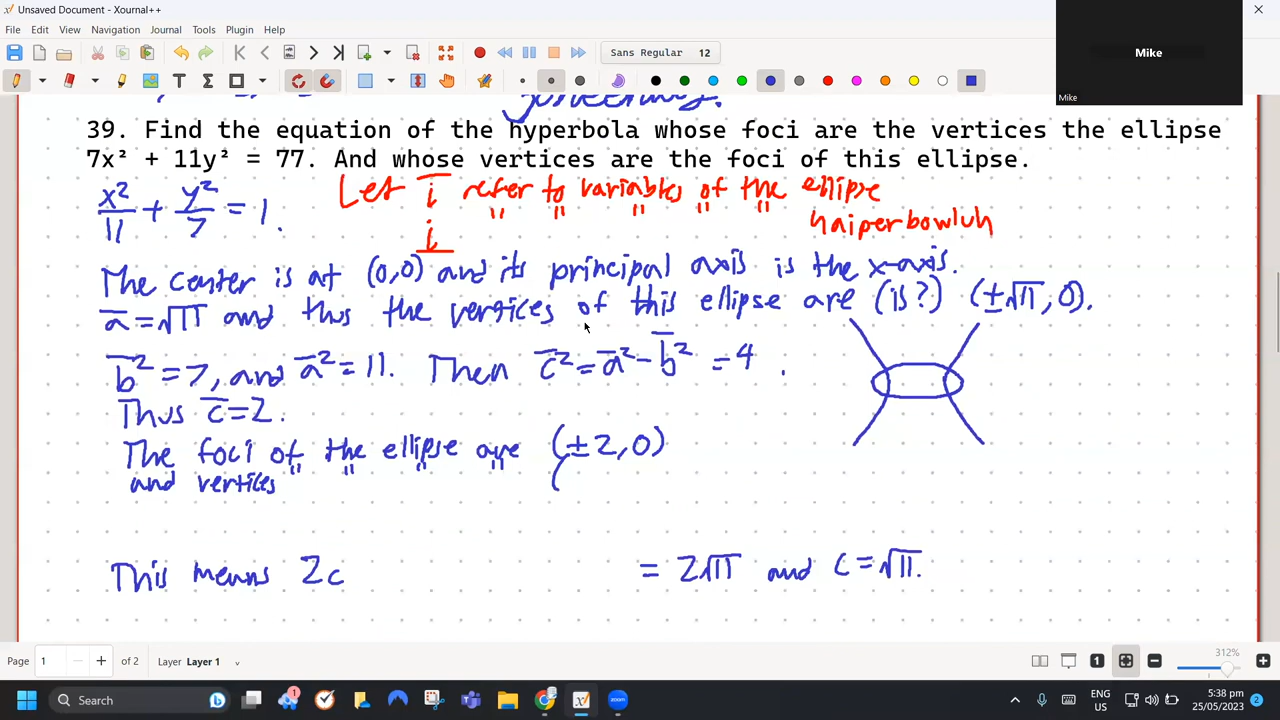 Unsaved Document - Xournal++
File Edit View Navigation Journal Tools Plugin Help
Sans Regular 12
Mike
Mike
39. Find the equation of the hyperbola whose foci are the vertices the ellipse
7x² + 11y² = 77. And whose vertices are the foci of this ellipse.
x²/11 + y²/7 = 1.
Let i̅ refer to variables of the ellipse
i̲ " " " " " haiperbowluh
The center is at (0,0) and its principal axis is the x-axis.
a̅ = √11 and thus the vertices of this ellipse are (is?) (±√11, 0).
b̅² = 7, and a̅² = 11. Then c̅² = a̅² - b̅² = 4.
Thus c̅ = 2.
The foci of the ellipse are (±2, 0)
and vertices " " " " (
This means 2c = 2√11 and c = √11.
Page 1 of 2 Layer Layer 1
312%
Search
1
ENG
US
5:38 pm
25/05/2023
2